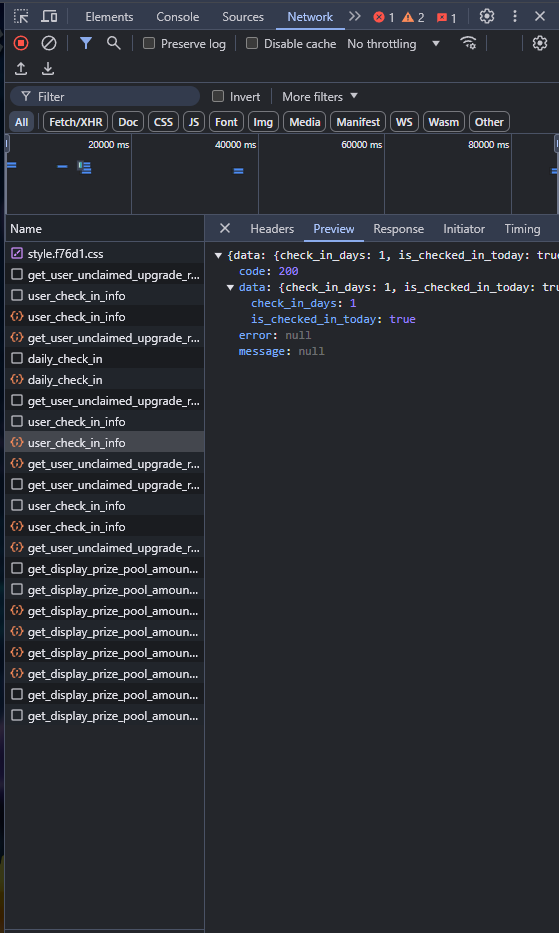 Elements Console Sources Network 1 2 1
Preserve log Disable cache No throttling
Filter Invert More filters
All Fetch/XHR Doc CSS JS Font Img Media Manifest WS Wasm Other
20000 ms 40000 ms 60000 ms 80000 ms
Name
style.f76d1.css
get_user_unclaimed_upgrade_r...
user_check_in_info
user_check_in_info
get_user_unclaimed_upgrade_r...
daily_check_in
daily_check_in
get_user_unclaimed_upgrade_r...
user_check_in_info
user_check_in_info
get_user_unclaimed_upgrade_r...
get_user_unclaimed_upgrade_r...
user_check_in_info
user_check_in_info
get_user_unclaimed_upgrade_r...
get_display_prize_pool_amoun...
get_display_prize_pool_amoun...
get_display_prize_pool_amoun...
get_display_prize_pool_amoun...
get_display_prize_pool_amoun...
get_display_prize_pool_amoun...
get_display_prize_pool_amoun...
get_display_prize_pool_amoun...
Headers Preview Response Initiator Timing
{data: {check_in_days: 1, is_checked_in_today: true
code: 200
data: {check_in_days: 1, is_checked_in_today: tru
check_in_days: 1
is_checked_in_today: true
error: null
message: null